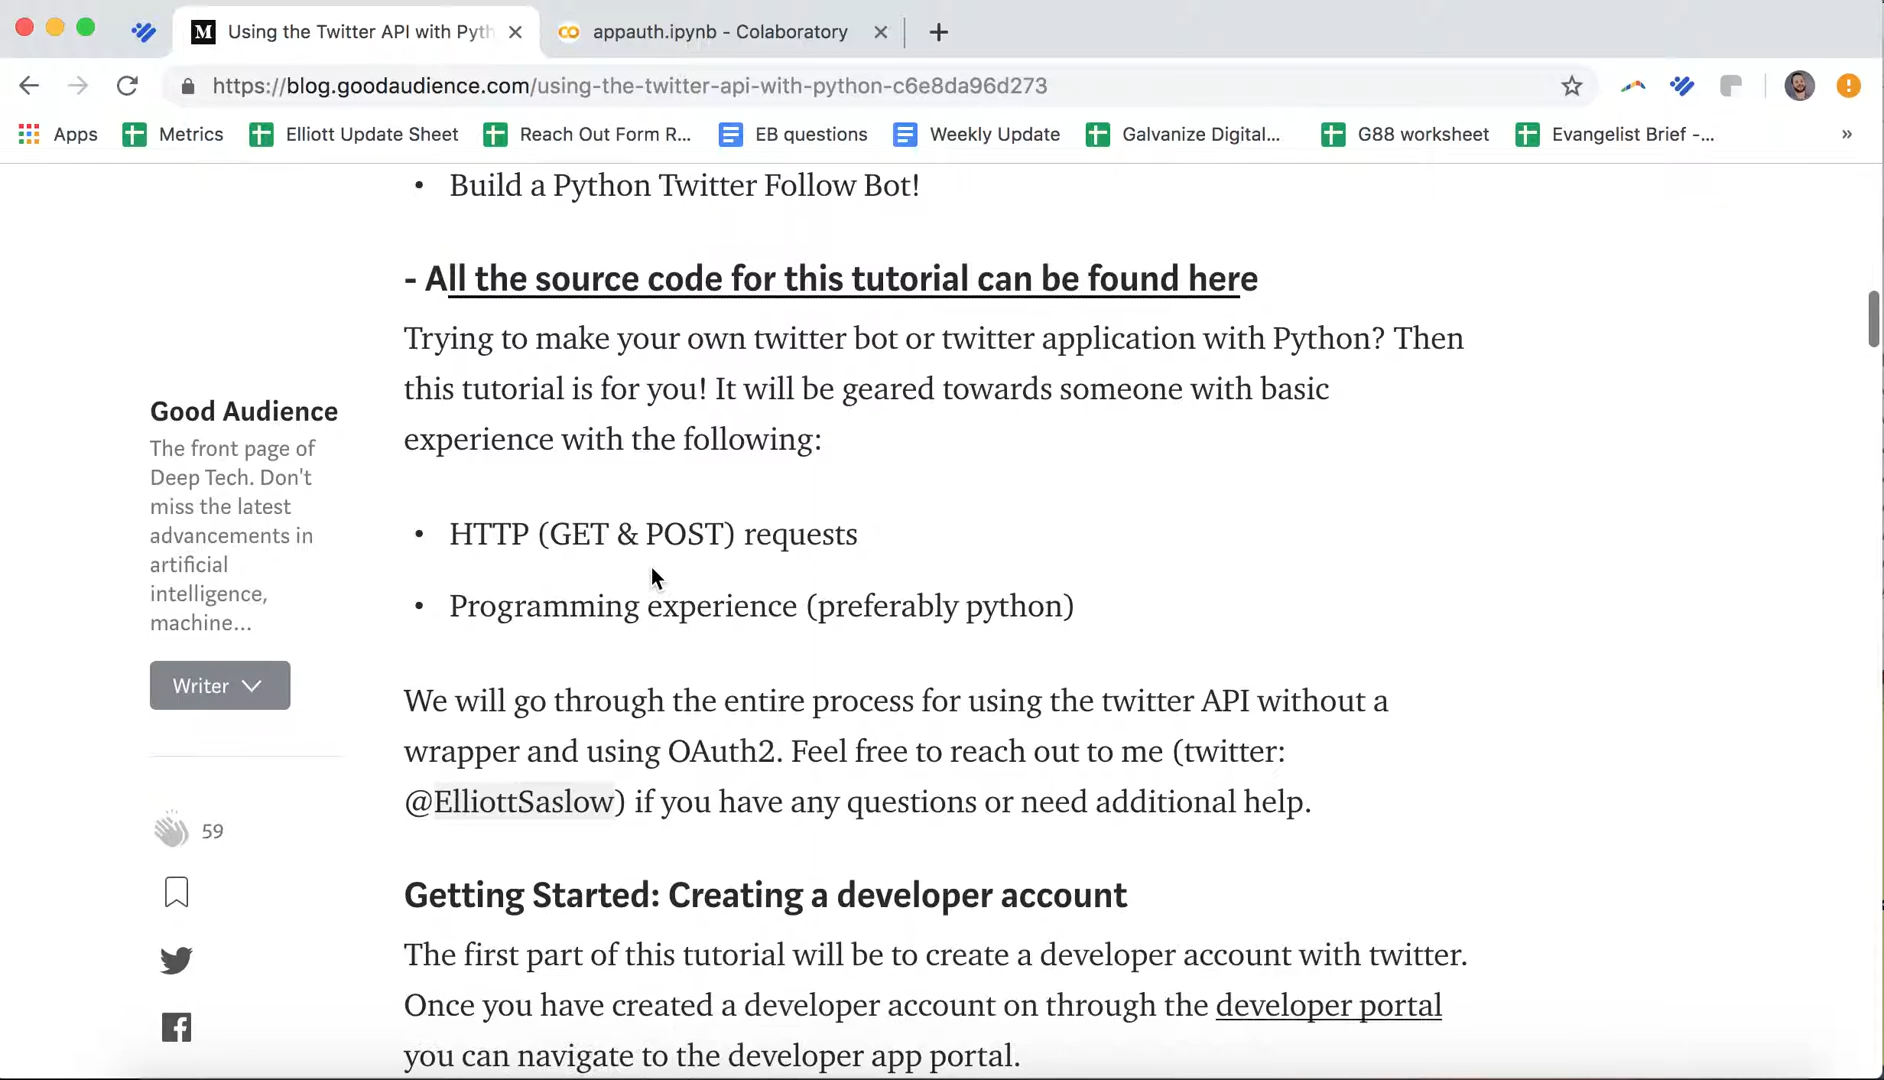 Using the Twitter API with Pyth
appauth.ipynb - Colaboratory
https://blog.goodaudience.com/using-the-twitter-api-with-python-c6e8da96d273
Apps
Metrics
Elliott Update Sheet
Reach Out Form R...
EB questions
Weekly Update
Galvanize Digital...
G88 worksheet
Evangelist Brief -...
»
• Build a Python Twitter Follow Bot!
- All the source code for this tutorial can be found here
Trying to make your own twitter bot or twitter application with Python? Then
this tutorial is for you! It will be geared towards someone with basic
experience with the following:
• HTTP (GET & POST) requests
• Programming experience (preferably python)
We will go through the entire process for using the twitter API without a
wrapper and using OAuth2. Feel free to reach out to me (twitter:
@ElliottSaslow) if you have any questions or need additional help.
Getting Started: Creating a developer account
The first part of this tutorial will be to create a developer account with twitter.
Once you have created a developer account on through the developer portal
you can navigate to the developer app portal.
Good Audience
The front page of
Deep Tech. Don't
miss the latest
advancements in
artificial
intelligence,
machine...
Writer
59